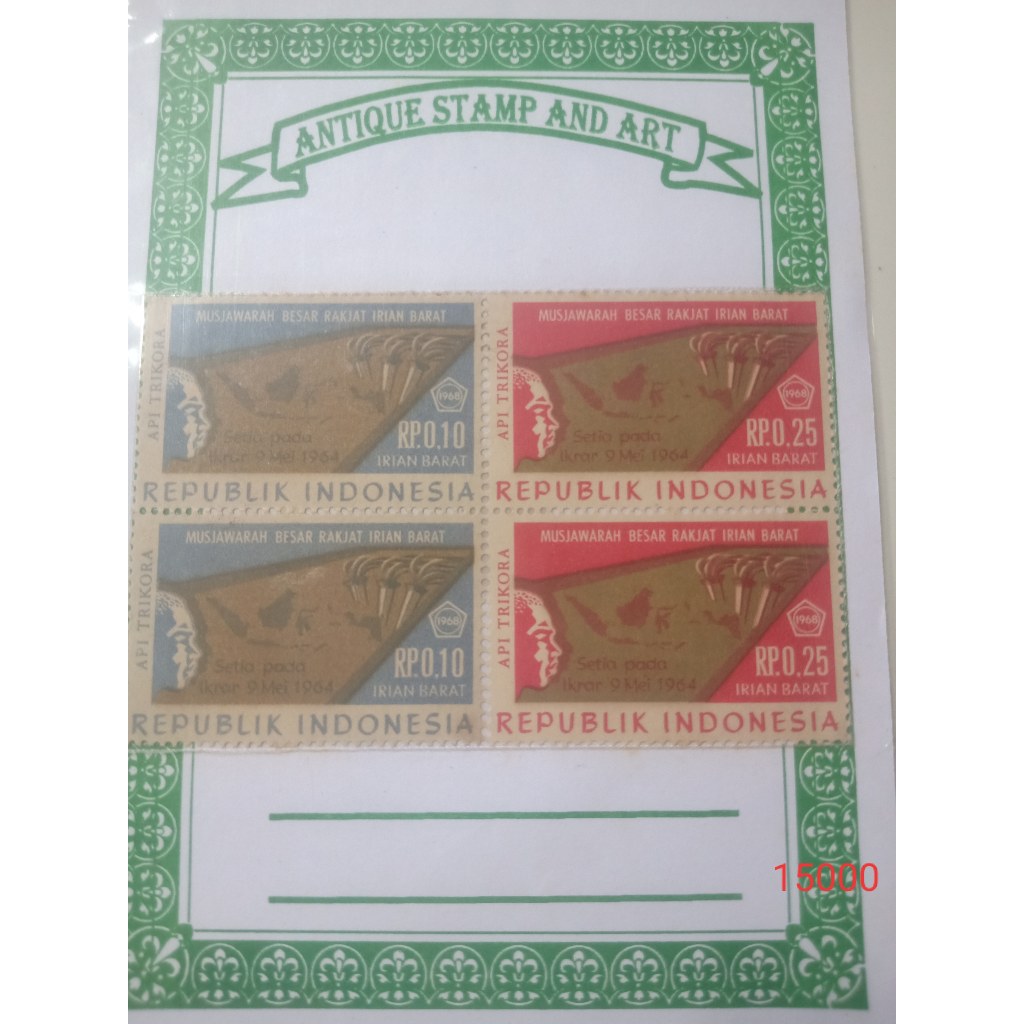 ANTIQUE STAMP AND ART
MUSJAWARAH BESAR RAKJAT IRIAN BARAT
API TRIKORA
1968
RP.0,10
Setia pada
Ikrar 9 Mei 1964
IRIAN BARAT
REPUBLIK INDONESIA
MUSJAWARAH BESAR RAKJAT IRIAN BARAT
API TRIKORA
1968
RP.0,25
Setia pada
Ikrar 9 Mei 1964
IRIAN BARAT
REPUBLIK INDONESIA
MUSJAWARAH BESAR RAKJAT IRIAN BARAT
API TRIKORA
1968
RP.0,10
Setia pada
Ikrar 9 Mei 1964
IRIAN BARAT
REPUBLIK INDONESIA
MUSJAWARAH BESAR RAKJAT IRIAN BARAT
API TRIKORA
1968
RP.0,25
Setia pada
Ikrar 9 Mei 1964
IRIAN BARAT
REPUBLIK INDONESIA
15000